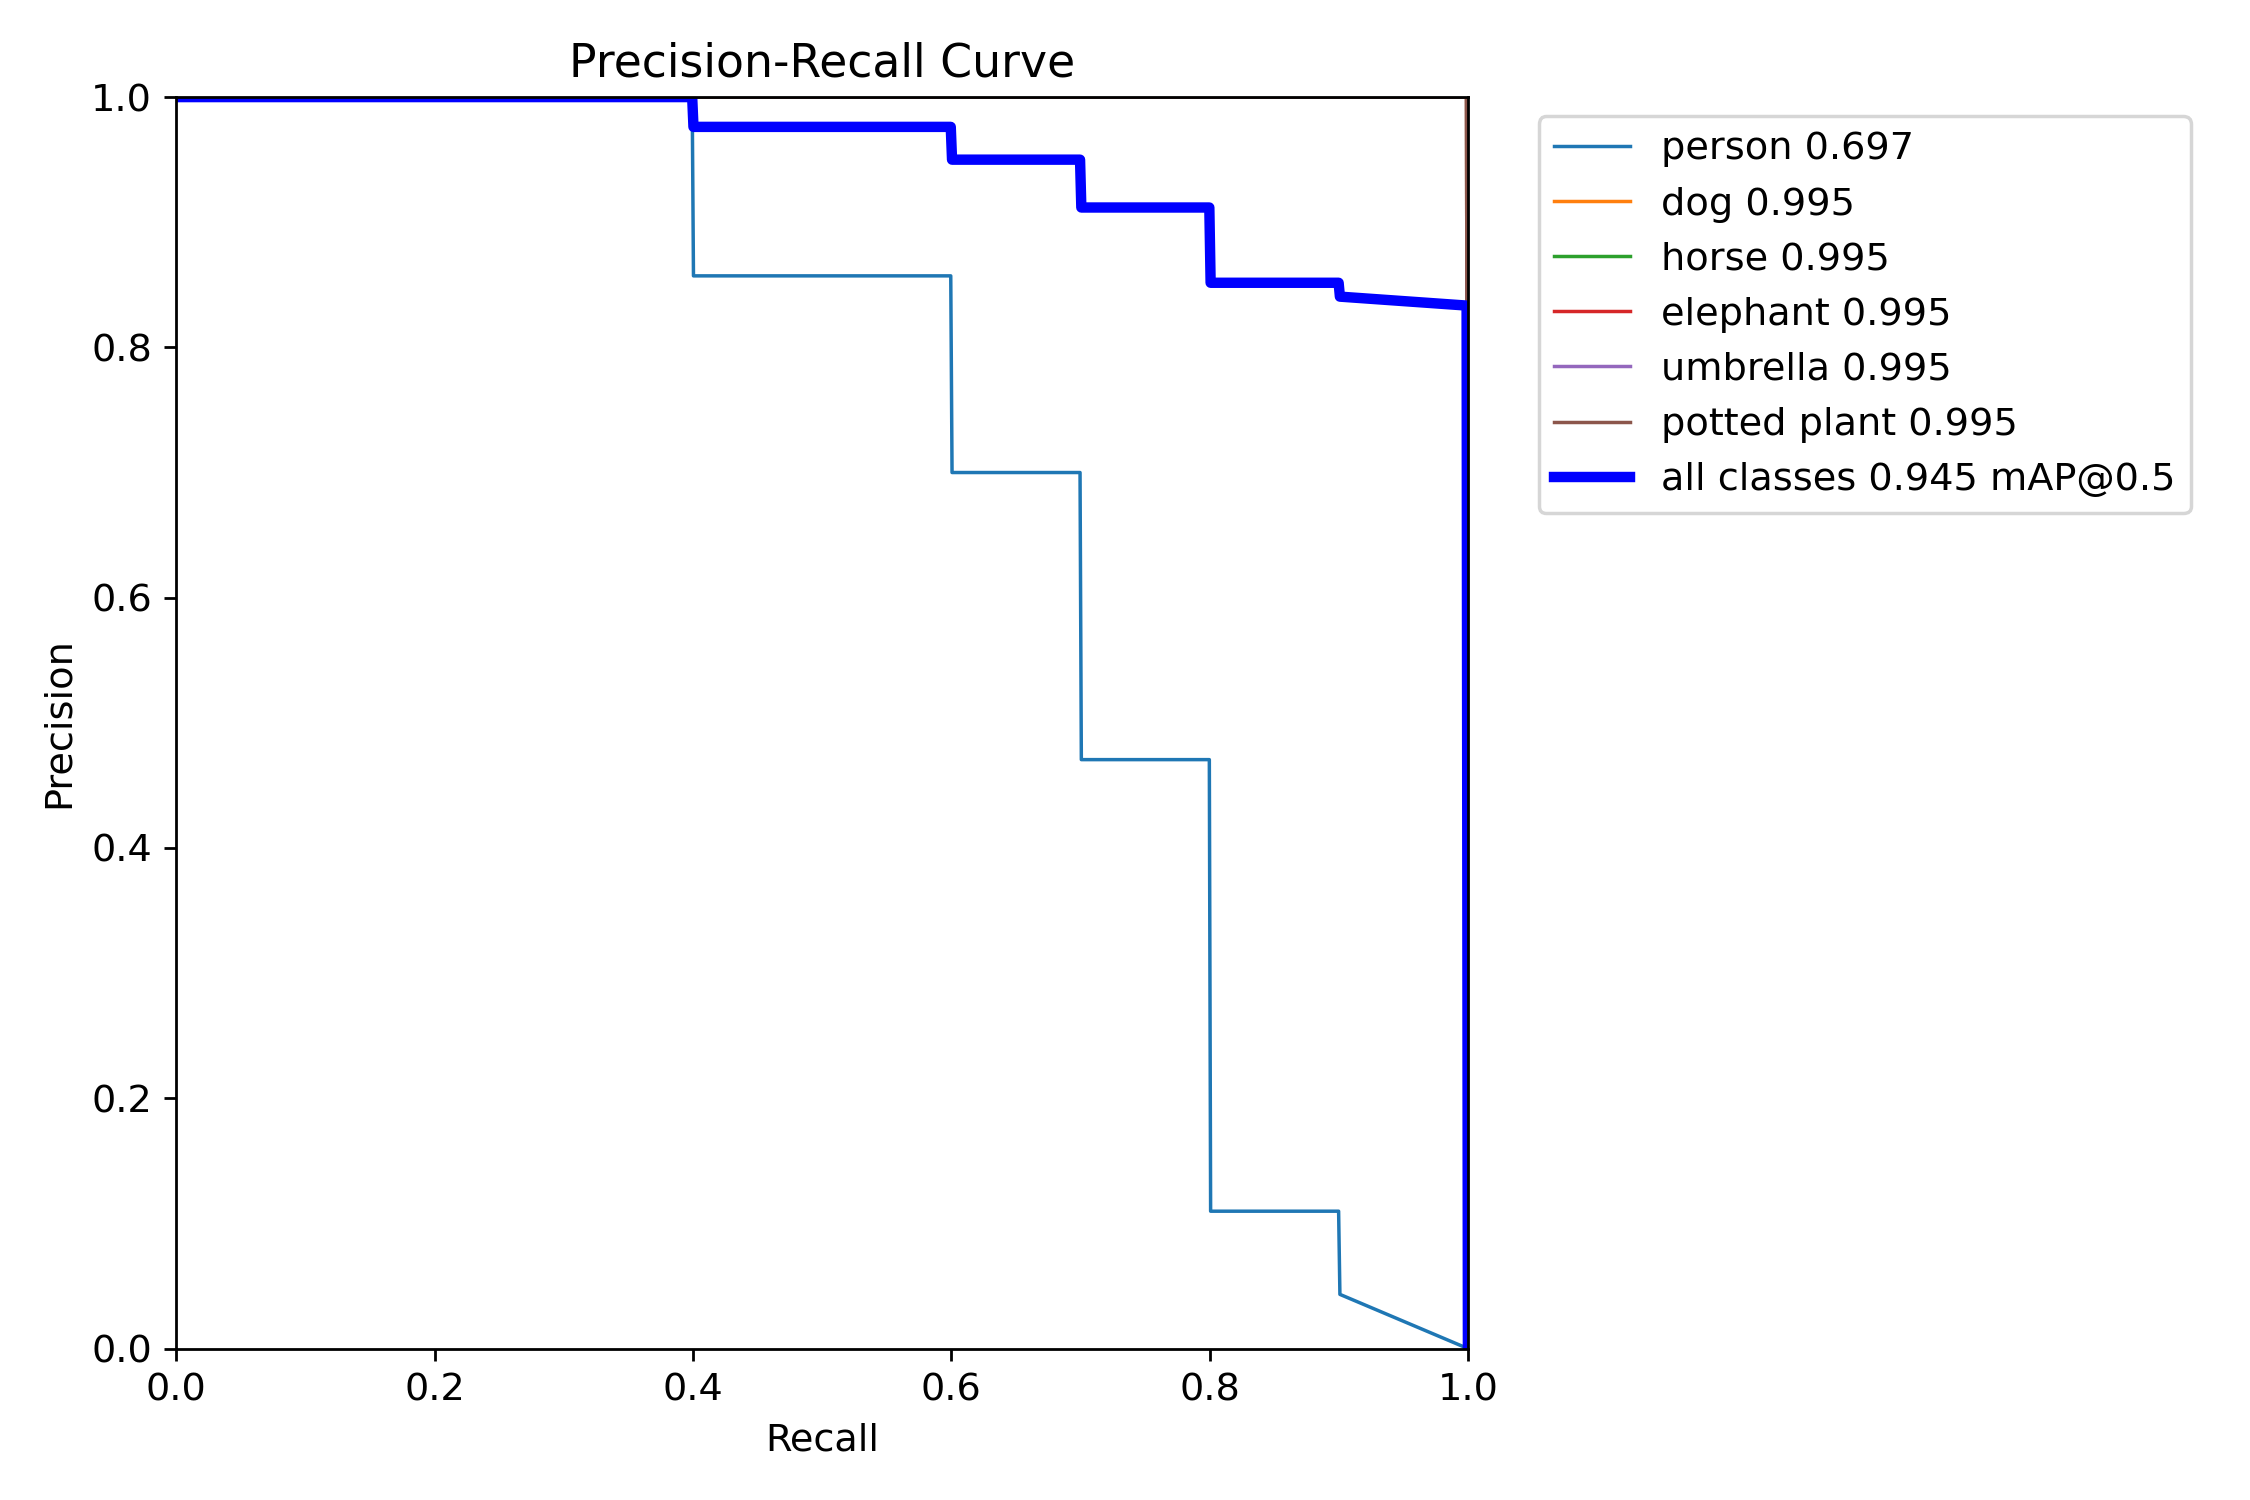 Precision-Recall Curve
1.0
0.8
0.6
0.4
0.2
0.0
Precision
0.0 0.2 0.4 0.6 0.8 1.0
Recall
person 0.697
dog 0.995
horse 0.995
elephant 0.995
umbrella 0.995
potted plant 0.995
all classes 0.945 mAP@0.5